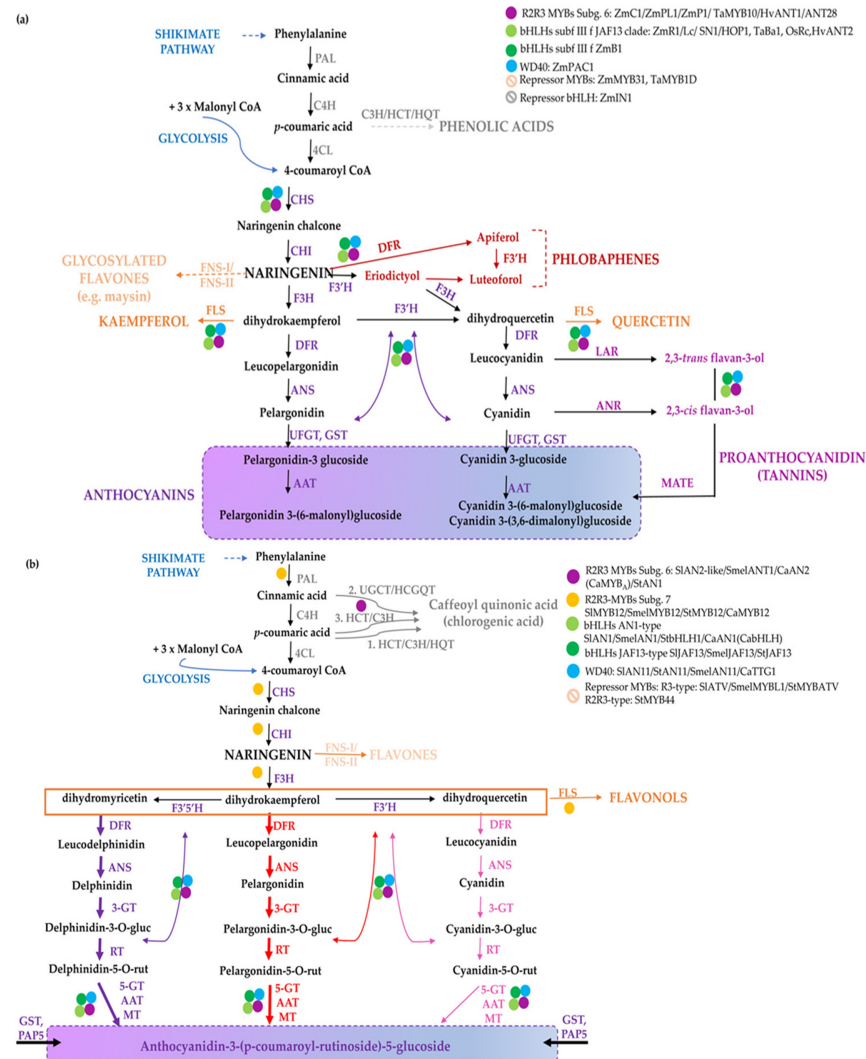 (a)
R2R3 MYBs Subg. 6: ZmC1/ZmPL1/ZmP1/ TaMYB10/HvANT1/ANT28
bHLHs subf III f JAF13 clade: ZmR1/Lc/ SN1/HOP1, TaBa1, OsRc,HvANT2
bHLHs subf III f ZmB1
WD40: ZmPAC1
Repressor MYBs: ZmMYB31, TaMYB1D
Repressor bHLH: ZmIN1
SHIKIMATE
PATHWAY
Phenylalanine
PAL
Cinnamic acid
+ 3 x Malonyl CoA
C4H
C3H/HCT/HQT
p-coumaric acid
PHENOLIC ACIDS
GLYCOLYSIS
4CL
4-coumaroyl CoA
CHS
Naringenin chalcone
CHI
DFR
Apiferol
F3'H
PHLOBAPHENES
GLYCOSYLATED
FLAVONES
(e.g. maysin)
FNS-I/
FNS-II
NARINGENIN
F3'H
Eriodictyol
Luteoforol
F3H
F3H
KAEMPFEROL
FLS
dihydrokaempferol
F3'H
dihydroquercetin
FLS
QUERCETIN
DFR
DFR
Leucopelargonidin
Leucocyanidin
LAR
2,3-trans flavan-3-ol
ANS
ANS
Pelargonidin
Cyanidin
ANR
2,3-cis flavan-3-ol
UFGT, GST
UFGT, GST
Pelargonidin-3 glucoside
Cyanidin 3-glucoside
PROANTHOCYANIDIN
(TANNINS)
ANTHOCYANINS
AAT
AAT
MATE
Pelargonidin 3-(6-malonyl)glucoside
Cyanidin 3-(6-malonyl)glucoside
Cyanidin 3-(3,6-dimalonyl)glucoside
(b)
SHIKIMATE
PATHWAY
Phenylalanine
PAL
Cinnamic acid
2. UGCT/HCGQT
C4H
3. HCT/C3H
Caffeoyl quinonic acid
(chlorogenic acid)
p-coumaric acid
1. HCT/C3H/HQT
+ 3 x Malonyl CoA
4CL
GLYCOLYSIS
4-coumaroyl CoA
R2R3 MYBs Subg. 6: SlAN2-like/SmelANT1/CaAN2
(CaMYBA)/StAN1
R2R3-MYBs Subg. 7
SlMYB12/SmelMYB12/StMYB12/CaMYB12
bHLHs AN1-type
SlAN1/SmelAN1/StbHLH1/CaAN1(CabHLH)
bHLHs JAF13-type SlJAF13/SmelJAF13/StJAF13
WD40: SlAN11/StAN11/SmelAN11/CaTTG1
Repressor MYBs: R3-type: SlATV/SmelMYBL1/StMYBATV
R2R3-type: StMYB44
CHS
Naringenin chalcone
CHI
NARINGENIN
FNS-I/
FNS-II
FLAVONES
F3H
dihydromyricetin
dihydrokaempferol
dihydroquercetin
F3'5'H
F3'H
FLS
FLAVONOLS
DFR
DFR
DFR
Leucodelphinidin
Leucopelargonidin
Leucocyanidin
ANS
ANS
ANS
Delphinidin
Pelargonidin
Cyanidin
3-GT
3-GT
3-GT
Delphinidin-3-O-gluc
Pelargonidin-3-O-gluc
Cyanidin-3-O-gluc
RT
RT
RT
Delphinidin-5-O-rut
Pelargonidin-5-O-rut
Cyanidin-5-O-rut
5-GT
AAT
MT
5-GT
AAT
MT
5-GT
AAT
MT
GST,
PAP5
GST,
PAP5
Anthocyanidin-3-(p-coumaroyl-rutinoside)-5-glucoside